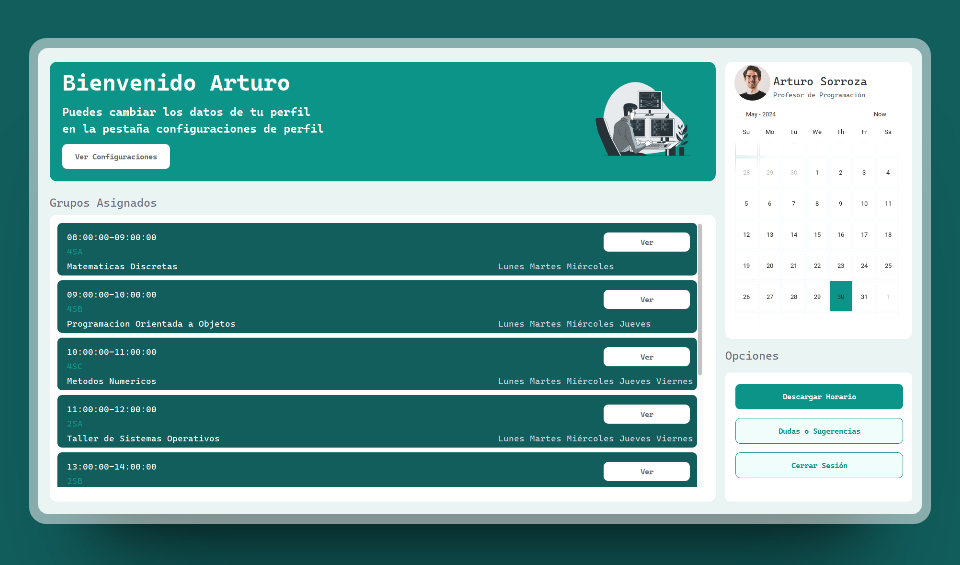 Bienvenido Arturo
Puedes cambiar los datos de tu perfil
en la pestaña configuraciones de perfil
Ver Configuraciones
Grupos Asignados
08:00:00-09:00:00
4SA
Ver
Matematicas Discretas
Lunes Martes Miércoles
09:00:00-10:00:00
4SB
Ver
Programacion Orientada a Objetos
Lunes Martes Miércoles Jueves
10:00:00-11:00:00
4SC
Ver
Metodos Numericos
Lunes Martes Miércoles Jueves Viernes
11:00:00-12:00:00
2SA
Ver
Taller de Sistemas Operativos
Lunes Martes Miércoles Jueves Viernes
13:00:00-14:00:00
2SB
Ver
Arturo Sorroza
Profesor de Programación
May - 2024 Now
Su Mo Tu We Th Fr Sa
28 29 30 1 2 3 4
5 6 7 8 9 10 11
12 13 14 15 16 17 18
19 20 21 22 23 24 25
26 27 28 29 30 31 1
Opciones
Descargar Horario
Dudas o Sugerencias
Cerrar Sesión